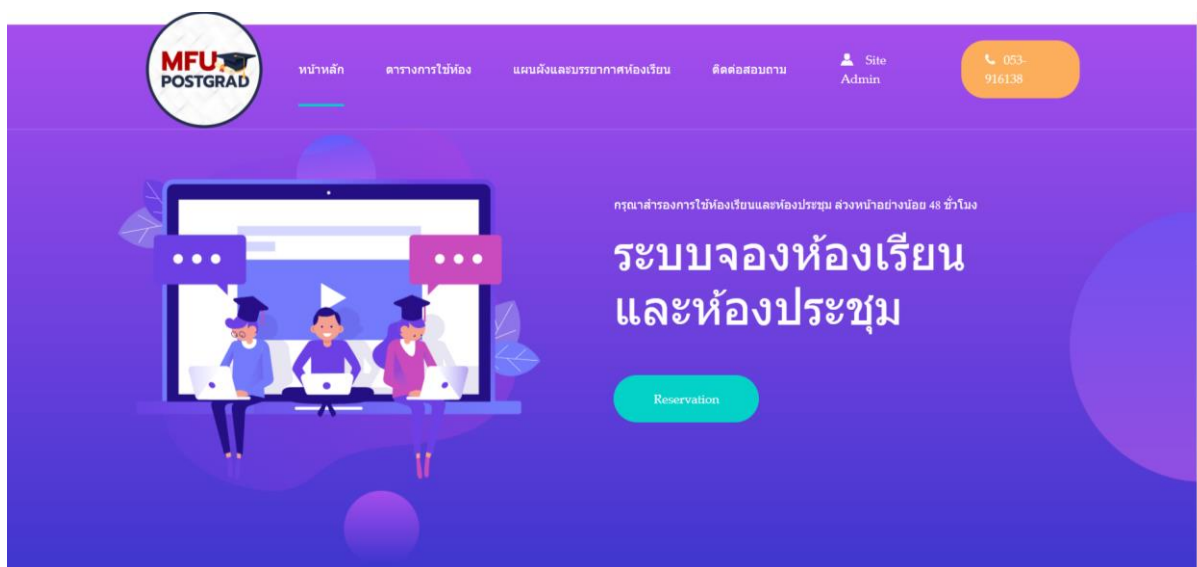 MFU
POSTGRAD
หน้าหลัก
ตารางการใช้ห้อง
แผนผังและบรรยากาศห้องเรียน
ติดต่อสอบถาม
Site
Admin
053-
916138
กรุณาสำรองการใช้ห้องเรียนและห้องประชุม ล่วงหน้าอย่างน้อย 48 ชั่วโมง
ระบบจองห้องเรียน
และห้องประชุม
Reservation